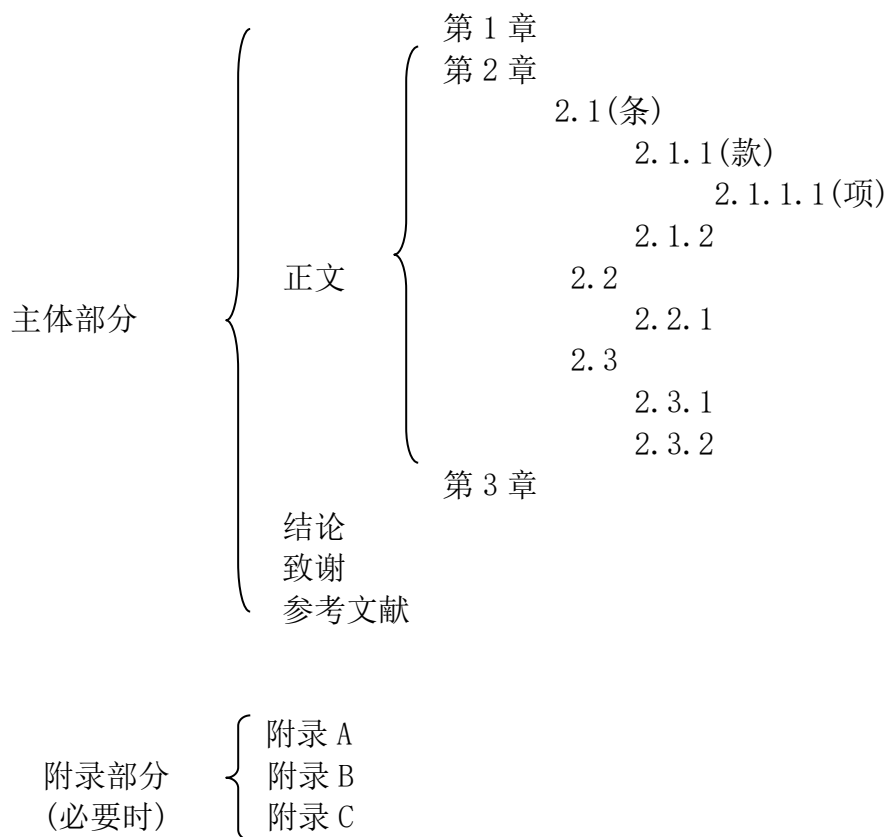 第 1 章
第 2 章
2.1(条)
2.1.1(款)
2.1.1.1(项)
2.1.2
正文
2.2
主体部分
2.2.1
2.3
2.3.1
2.3.2
第 3 章
结论
致谢
参考文献
附录 A
附录部分
附录 B
(必要时)
附录 C